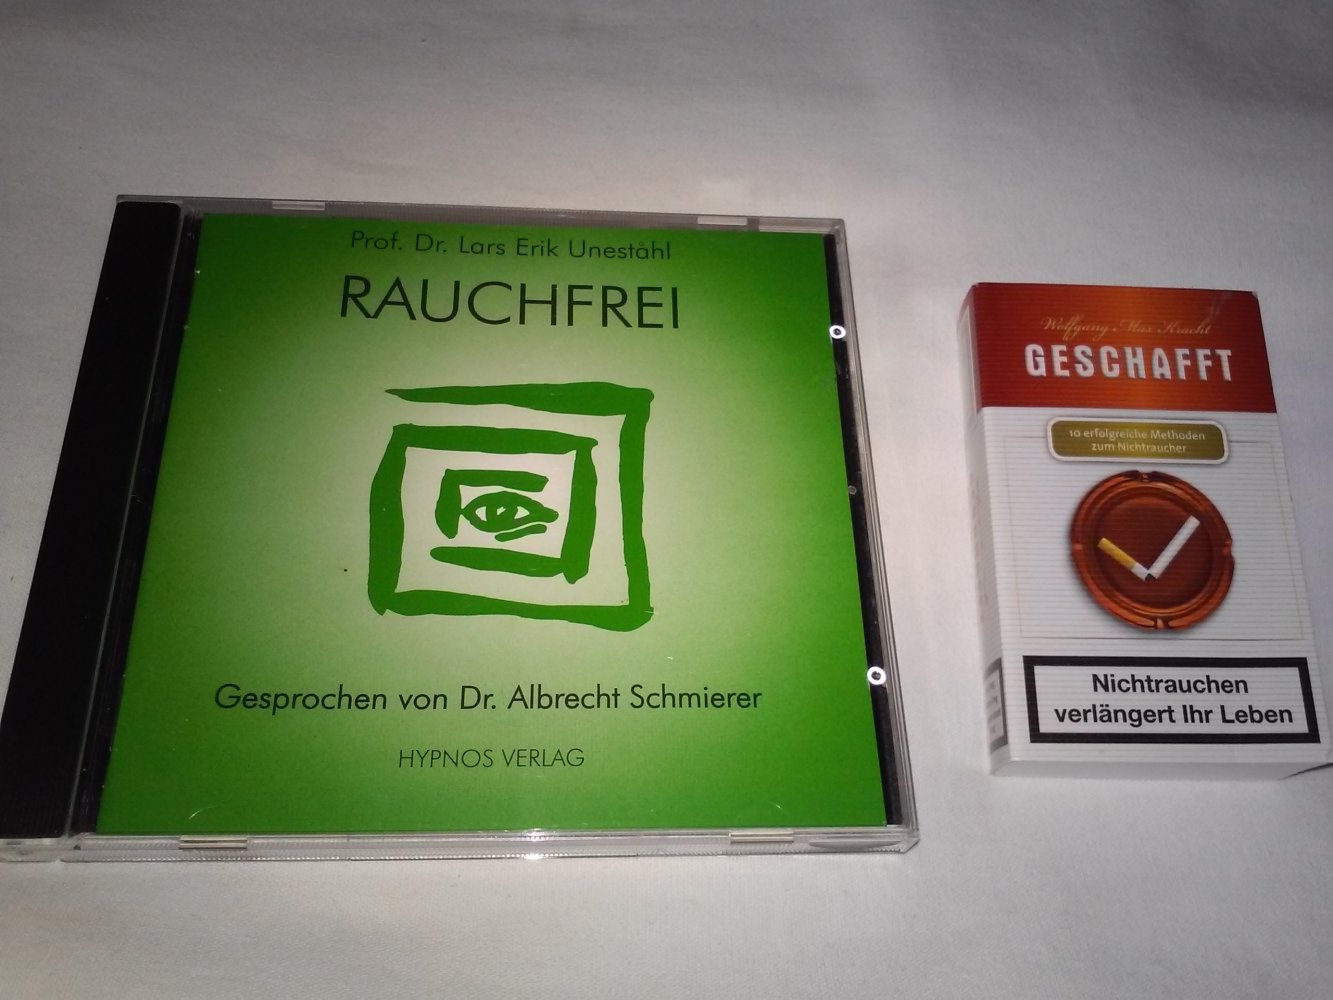 Prof. Dr. Lars Erik Uneståhl
RAUCHFREI
Gesprochen von Dr. Albrecht Schmierer
HYPNOS VERLAG
Wolfgang Max Kracht
GESCHAFFT
10 erfolgreiche Methoden
zum Nichtraucher
Nichtrauchen
verlängert Ihr Leben